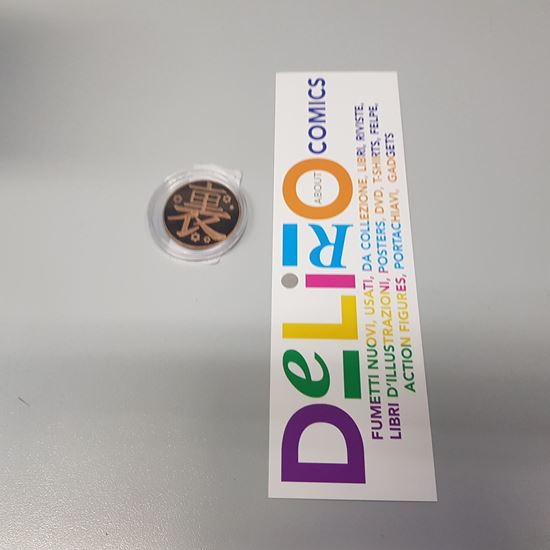 裏
DeLiRO
ABOUT
COMICS
FUMETTI NUOVI, USATI, DA COLLEZIONE, LIBRI, RIVISTE,
LIBRI D'ILLUSTRAZIONI, POSTERS, DVD, T-SHIRTS, FELPE,
ACTION FIGURES, PORTACHIAVI, GADGETS